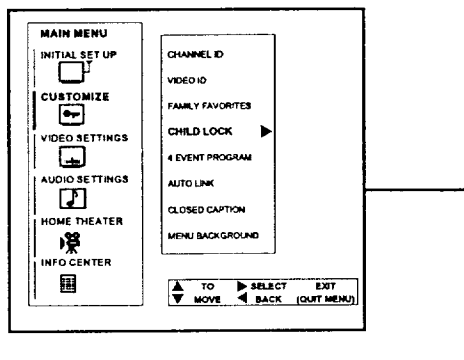 MAIN MENU
INITIAL SET UP
CUSTOMIZE
VIDEO SETTINGS
AUDIO SETTINGS
HOME THEATER
INFO CENTER
CHANNEL ID
VIDEO ID
FAMILY FAVORITES
CHILD LOCK
4 EVENT PROGRAM
AUTO LINK
CLOSED CAPTION
MENU BACKGROUND
TO SELECT EXIT
MOVE BACK (QUIT MENU)